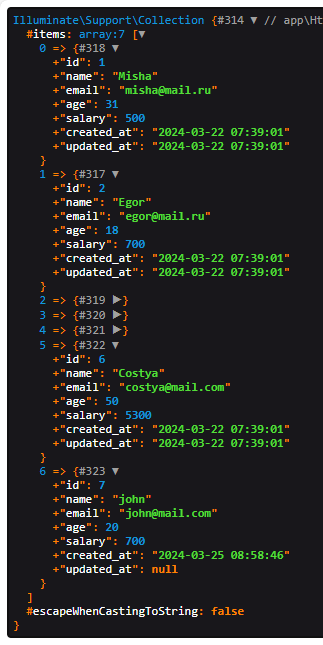 Illuminate\Support\Collection {#314 ▼ // app\Ht
#items: array:7 [▼
0 => {#318 ▼
+"id": 1
+"name": "Misha"
+"email": "misha@mail.ru"
+"age": 31
+"salary": 500
+"created_at": "2024-03-22 07:39:01"
+"updated_at": "2024-03-22 07:39:01"
}
1 => {#317 ▼
+"id": 2
+"name": "Egor"
+"email": "egor@mail.ru"
+"age": 18
+"salary": 700
+"created_at": "2024-03-22 07:39:01"
+"updated_at": "2024-03-22 07:39:01"
}
2 => {#319 ▶}
3 => {#320 ▶}
4 => {#321 ▶}
5 => {#322 ▼
+"id": 6
+"name": "Costya"
+"email": "costya@mail.com"
+"age": 50
+"salary": 5300
+"created_at": "2024-03-22 07:39:01"
+"updated_at": "2024-03-22 07:39:01"
}
6 => {#323 ▼
+"id": 7
+"name": "john"
+"email": "john@mail.com"
+"age": 20
+"salary": 700
+"created_at": "2024-03-25 08:58:46"
+"updated_at": null
}
]
#escapeWhenCastingToString: false
}